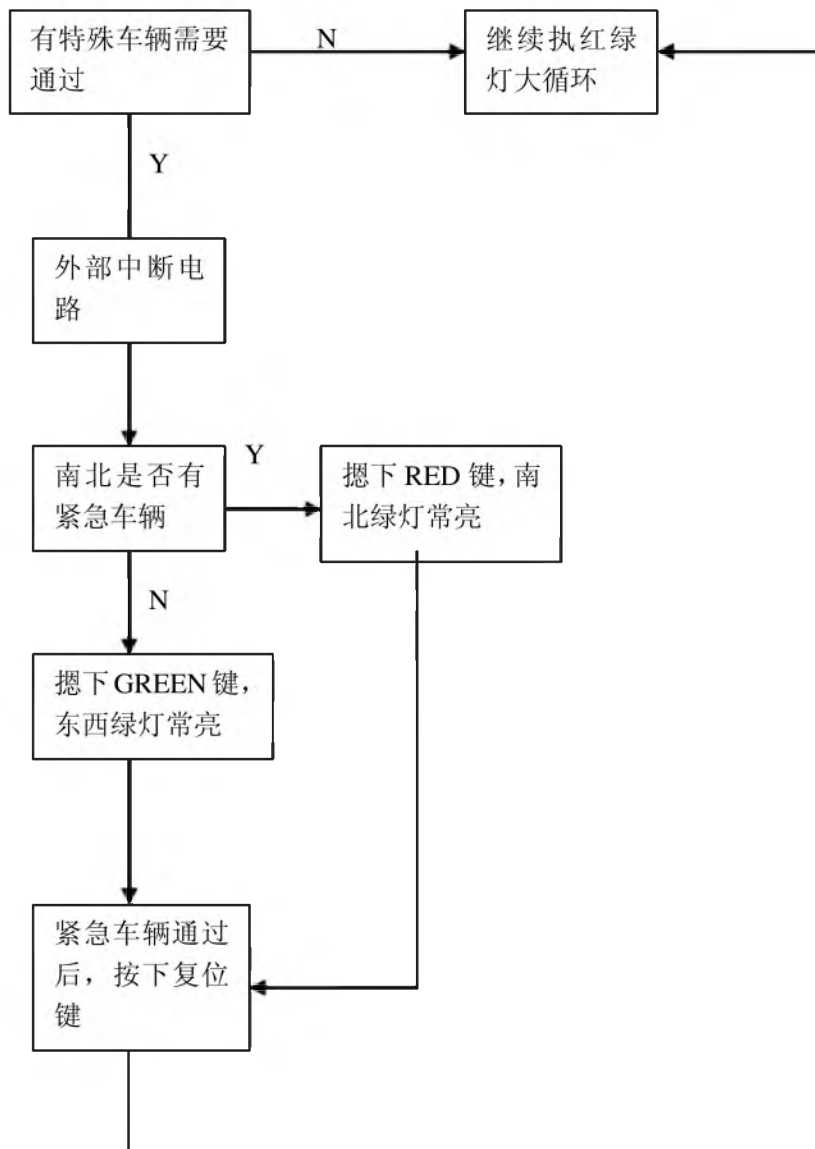 有特殊车辆需要
通过
N
继续执红绿
灯大循环
Y
外部中断电
路
南北是否有
紧急车辆
Y
摁下 RED 键，南
北绿灯常亮
N
摁下 GREEN 键，
东西绿灯常亮
紧急车辆通过
后，按下复位
键